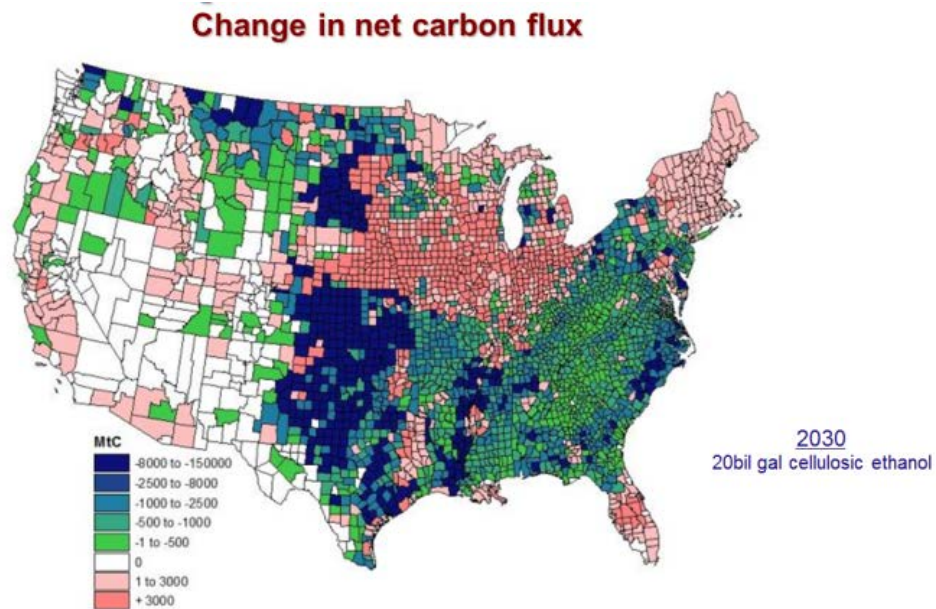 Change in net carbon flux
MtC
-8000 to -150000
-2500 to -8000
-1000 to -2500
-500 to -1000
-1 to -500
0
1 to 3000
+ 3000
2030
20bil gal cellulosic ethanol